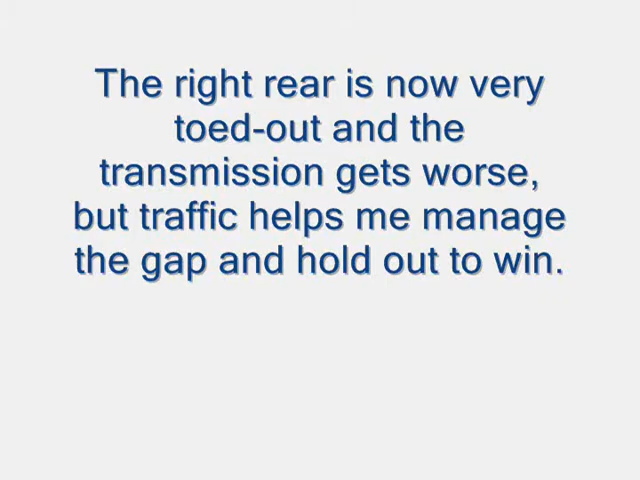 The right rear is now very
toed-out and the
transmission gets worse,
but traffic helps me manage
the gap and hold out to win.